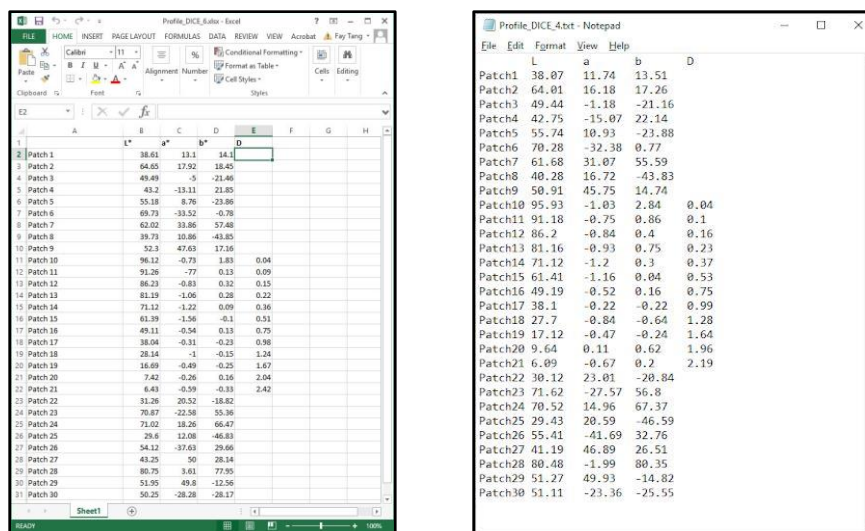 Profile_DICE_6.xlsx - Excel
FILE HOME INSERT PAGE LAYOUT FORMULAS DATA REVIEW VIEW Acrobat Fay Tang
Calibri 11
Paste
B I U A A
Alignment Number
%
Conditional Formatting
Format as Table
Cell Styles
Cells Editing
Clipboard Font Styles
E2 fx
A B C D E F G H
1 L* a* b* D
2 Patch 1 38.61 13.1 14.1
3 Patch 2 64.65 17.92 18.45
4 Patch 3 49.49 -5 -21.46
5 Patch 4 43.2 -13.11 21.85
6 Patch 5 55.18 8.76 -23.86
7 Patch 6 69.73 -33.52 -0.78
8 Patch 7 62.02 33.86 57.48
9 Patch 8 39.73 10.86 -43.85
10 Patch 9 52.3 47.63 17.16
11 Patch 10 96.12 -0.73 1.83 0.04
12 Patch 11 91.26 -77 0.13 0.09
13 Patch 12 86.23 -0.83 0.32 0.15
14 Patch 13 81.19 -1.06 0.28 0.22
15 Patch 14 71.12 -1.22 0.09 0.36
16 Patch 15 61.39 -1.56 -0.1 0.51
17 Patch 16 49.11 -0.54 0.13 0.75
18 Patch 17 38.04 -0.31 -0.23 0.98
19 Patch 18 28.14 -1 -0.15 1.24
20 Patch 19 16.69 -0.49 -0.25 1.67
21 Patch 20 7.42 -0.26 0.16 2.04
22 Patch 21 6.43 -0.59 -0.33 2.42
23 Patch 22 31.26 20.52 -18.82
24 Patch 23 70.87 -22.58 55.36
25 Patch 24 71.02 18.26 66.47
26 Patch 25 29.6 12.08 -46.83
27 Patch 26 54.12 -37.63 29.66
28 Patch 27 43.25 50 28.14
29 Patch 28 80.75 3.61 77.95
30 Patch 29 51.95 49.8 -12.56
31 Patch 30 50.25 -28.28 -28.17
Sheet1
READY 100%
Profile_DICE_4.txt - Notepad
File Edit Format View Help
L a b D
Patch1 38.07 11.74 13.51
Patch2 64.01 16.18 17.26
Patch3 49.44 -1.18 -21.16
Patch4 42.75 -15.07 22.14
Patch5 55.74 10.93 -23.88
Patch6 70.28 -32.38 0.77
Patch7 61.68 31.07 55.59
Patch8 40.28 16.72 -43.83
Patch9 50.91 45.75 14.74
Patch10 95.93 -1.03 2.84 0.04
Patch11 91.18 -0.75 0.86 0.1
Patch12 86.2 -0.84 0.4 0.16
Patch13 81.16 -0.93 0.75 0.23
Patch14 71.12 -1.2 0.3 0.37
Patch15 61.41 -1.16 0.04 0.53
Patch16 49.19 -0.52 0.16 0.75
Patch17 38.1 -0.22 -0.22 0.99
Patch18 27.7 -0.84 -0.64 1.28
Patch19 17.12 -0.47 -0.24 1.64
Patch20 9.64 0.11 0.62 1.96
Patch21 6.09 -0.67 0.2 2.19
Patch22 30.12 23.01 -20.84
Patch23 71.62 -27.57 56.8
Patch24 70.52 14.96 67.37
Patch25 29.43 20.59 -46.59
Patch26 55.41 -41.69 32.76
Patch27 41.19 46.89 26.51
Patch28 80.48 -1.99 80.35
Patch29 51.27 49.93 -14.82
Patch30 51.11 -23.36 -25.55